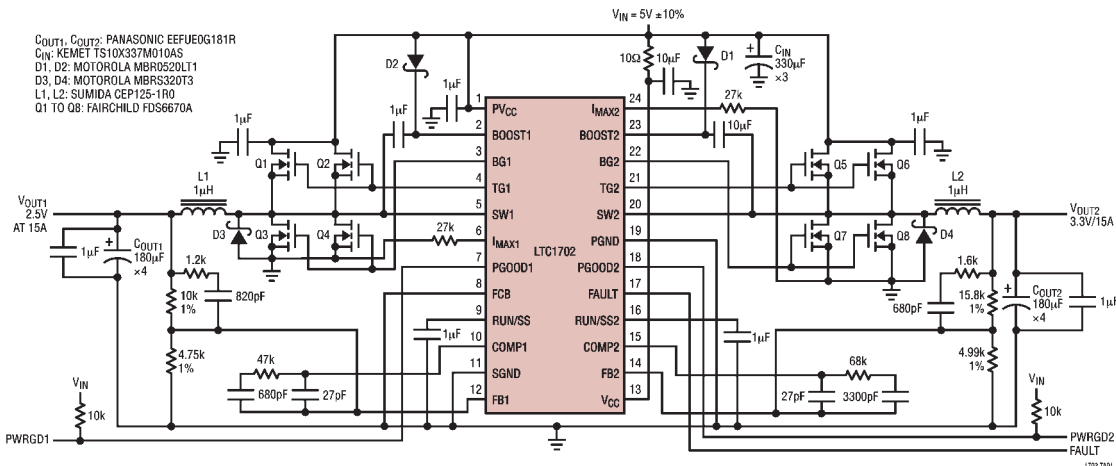 C_OUT1, C_OUT2: PANASONIC EEFUE0G181R
C_IN: KEMET TS10X337M010AS
D1, D2: MOTOROLA MBR0520LT1
D3, D4: MOTOROLA MBRS320T3
L1, L2: SUMIDA CEP125-1R0
Q1 TO Q8: FAIRCHILD FDS6670A
V_IN = 5V ±10%
D2
10Ω
10µF
D1
C_IN
330µF
×3
1µF
1µF
1µF
27k
10µF
1µF
1µF
Q1
Q2
Q5
Q6
Q3
Q4
Q7
Q8
L1
1µH
L2
1µH
V_OUT1
2.5V
AT 15A
V_OUT2
3.3V/15A
D3
D4
27k
LTC1702
1
PV_CC
2
BOOST1
3
BG1
4
TG1
5
SW1
6
I_MAX1
7
PGOOD1
8
FCB
9
RUN/SS
10
COMP1
11
SGND
12
FB1
24
I_MAX2
23
BOOST2
22
BG2
21
TG2
20
SW2
19
PGND
18
PGOOD2
17
FAULT
16
RUN/SS2
15
COMP2
14
FB2
13
V_CC
1µF
C_OUT1
180µF
×4
1.2k
10k
1%
820pF
4.75k
1%
47k
680pF
27pF
1µF
1µF
68k
27pF
3300pF
1.6k
680pF
15.8k
1%
4.99k
1%
C_OUT2
180µF
×4
1µF
V_IN
10k
PWRGD1
V_IN
10k
PWRGD2
FAULT
1702 TA01